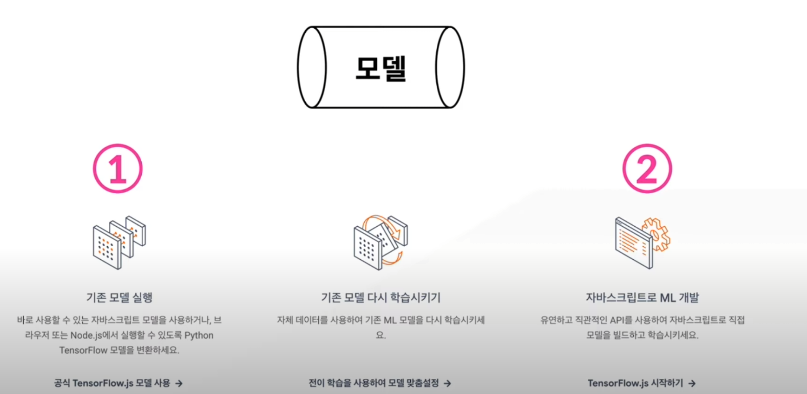 모델
1
2
기존 모델 실행
바로 사용할 수 있는 자바스크립트 모델을 사용하거나, 브
라우저 또는 Node.js에서 실행할 수 있도록 Python
TensorFlow 모델을 변환하세요.
공식 TensorFlow.js 모델 사용 →
기존 모델 다시 학습시키기
자체 데이터를 사용하여 기존 ML 모델을 다시 학습시키세
요.
전이 학습을 사용하여 모델 맞춤설정 →
자바스크립트로 ML 개발
유연하고 직관적인 API를 사용하여 자바스크립트로 직접
모델을 빌드하고 학습시키세요.
TensorFlow.js 시작하기 →